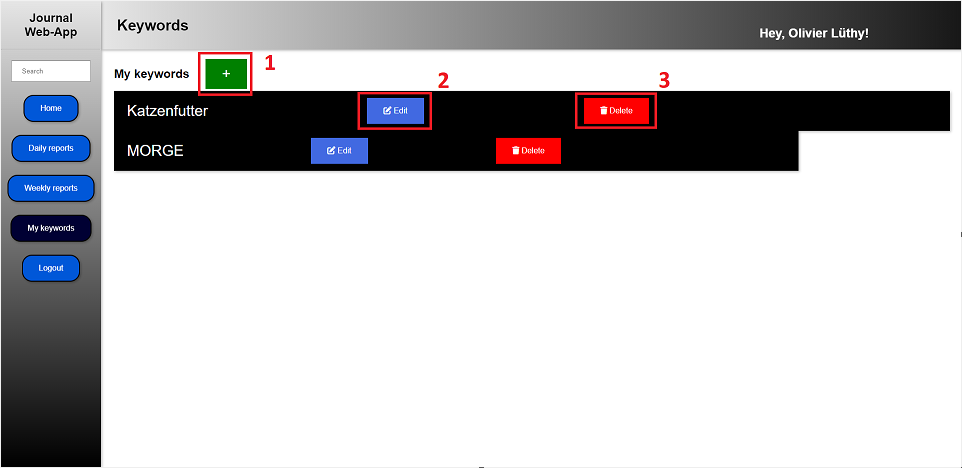 Journal
Web-App
Keywords
Hey, Olivier Lüthy!
Search
Home
Daily reports
Weekly reports
My keywords
Logout
My keywords + 1
2 3
Katzenfutter Edit Delete
MORGE Edit Delete